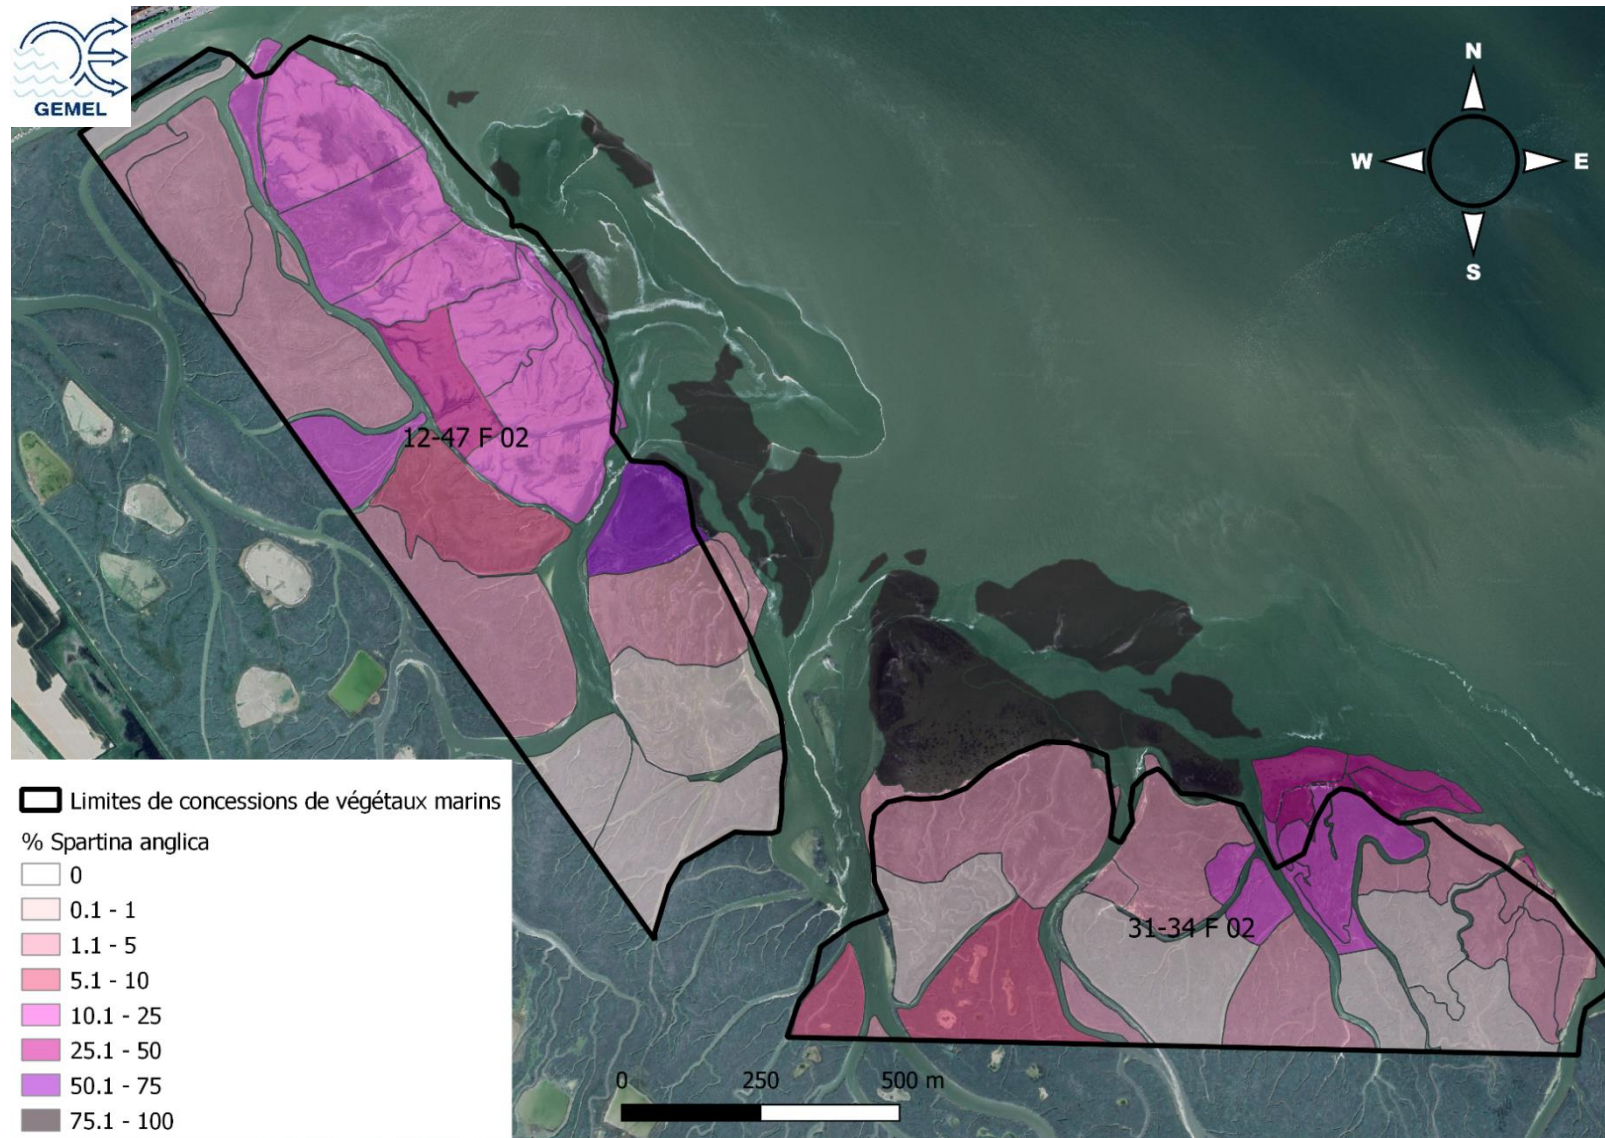 GEMEL
N
W
E
S
12-47 F 02
31-34 F 02
Limites de concessions de végétaux marins
% Spartina anglica
0
0.1 - 1
1.1 - 5
5.1 - 10
10.1 - 25
25.1 - 50
50.1 - 75
75.1 - 100
0 250 500 m